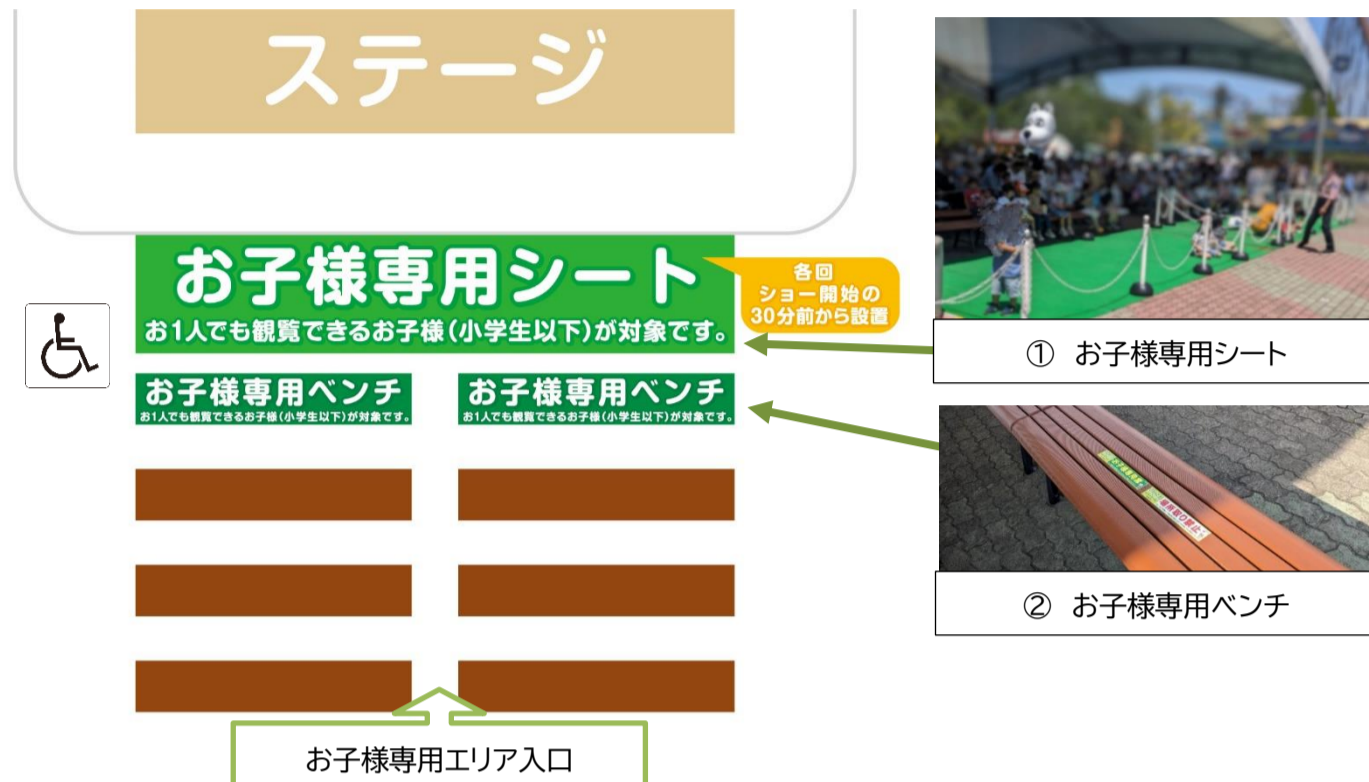 ステージ
お子様専用シート
お1人でも観覧できるお子様(小学生以下)が対象です。
各回
ショー開始の
30分前から設置
① お子様専用シート
お子様専用ベンチ
お1人でも観覧できるお子様(小学生以下)が対象です。
お子様専用ベンチ
お1人でも観覧できるお子様(小学生以下)が対象です。
場所取り禁止
② お子様専用ベンチ
お子様専用エリア入口